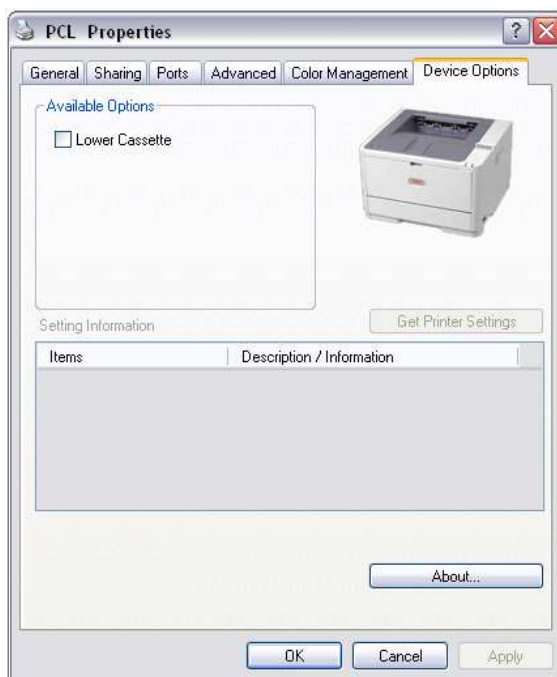 PCL Properties
General Sharing Ports Advanced Color Management Device Options
Available Options
Lower Cassette
Setting Information
Get Printer Settings
Items Description / Information
About...
OK Cancel Apply